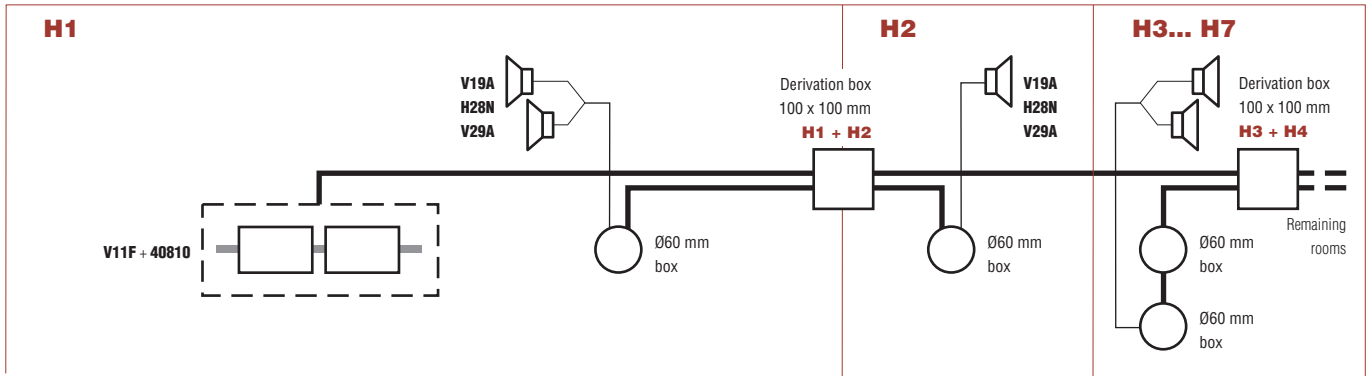 H1
V19A
H28N
V29A
Derivation box
100 x 100 mm
H1 + H2
V11F + 40810
Ø60 mm
box
H2
V19A
H28N
V29A
Ø60 mm
box
H3... H7
Derivation box
100 x 100 mm
H3 + H4
Remaining
rooms
Ø60 mm
box
Ø60 mm
box